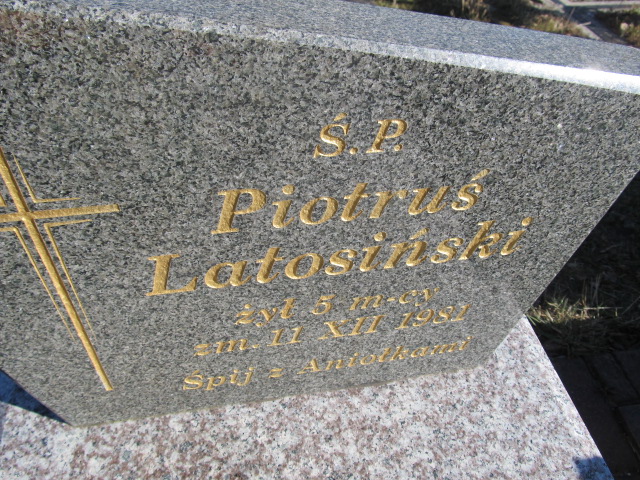 Ś.P.
Piotruś
Latosiński
żył 5 m-cy
zm. 11 XII 1981
Śpij z Aniołkami